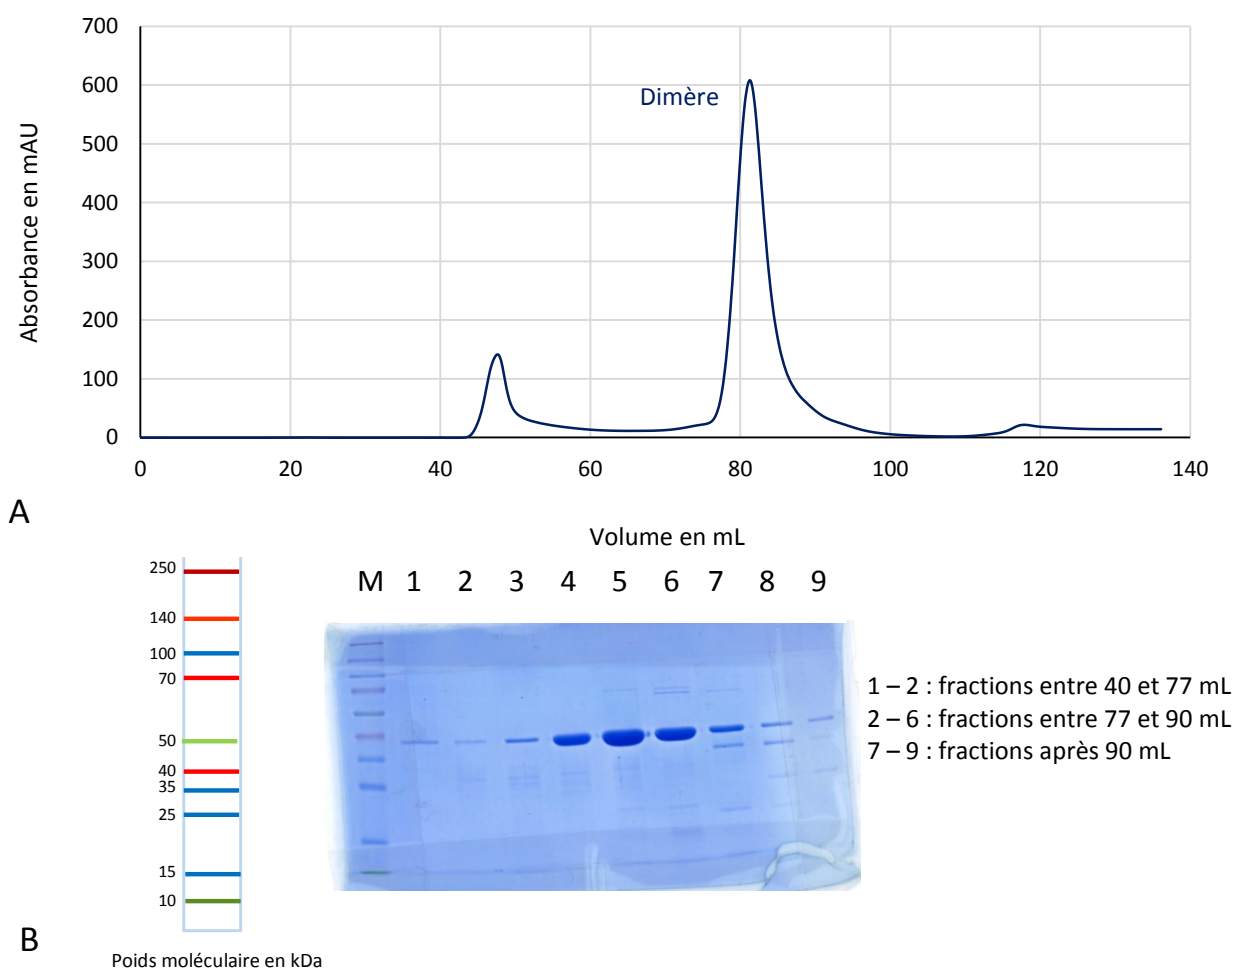 700
600
500
400
300
200
100
0
Absorbance en mAU
Dimère
0 20 40 60 80 100 120 140
Volume en mL
A
M 1 2 3 4 5 6 7 8 9
250
140
100
70
50
40
35
25
15
10
1 – 2 : fractions entre 40 et 77 mL
2 – 6 : fractions entre 77 et 90 mL
7 – 9 : fractions après 90 mL
B
Poids moléculaire en kDa